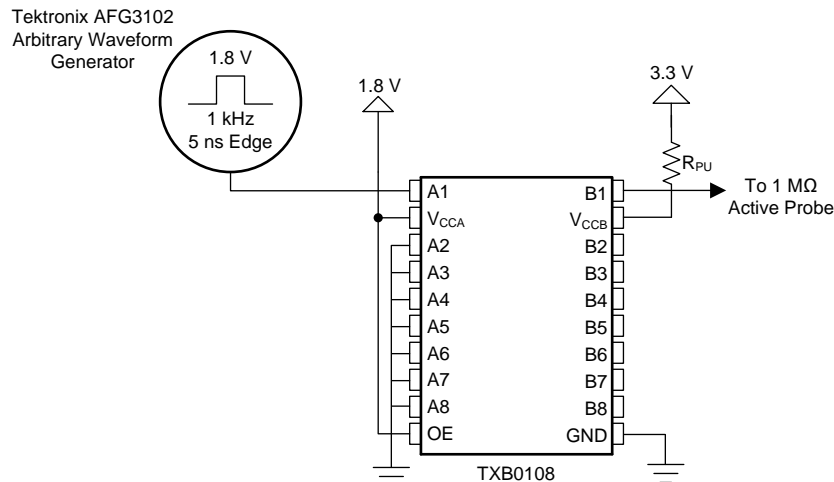 Tektronix AFG3102
Arbitrary Waveform
Generator
1.8 V
1 kHz
5 ns Edge
1.8 V
3.3 V
RPU
To 1 MΩ
Active Probe
A1
VCCA
A2
A3
A4
A5
A6
A7
A8
OE
B1
VCCB
B2
B3
B4
B5
B6
B7
B8
GND
TXB0108